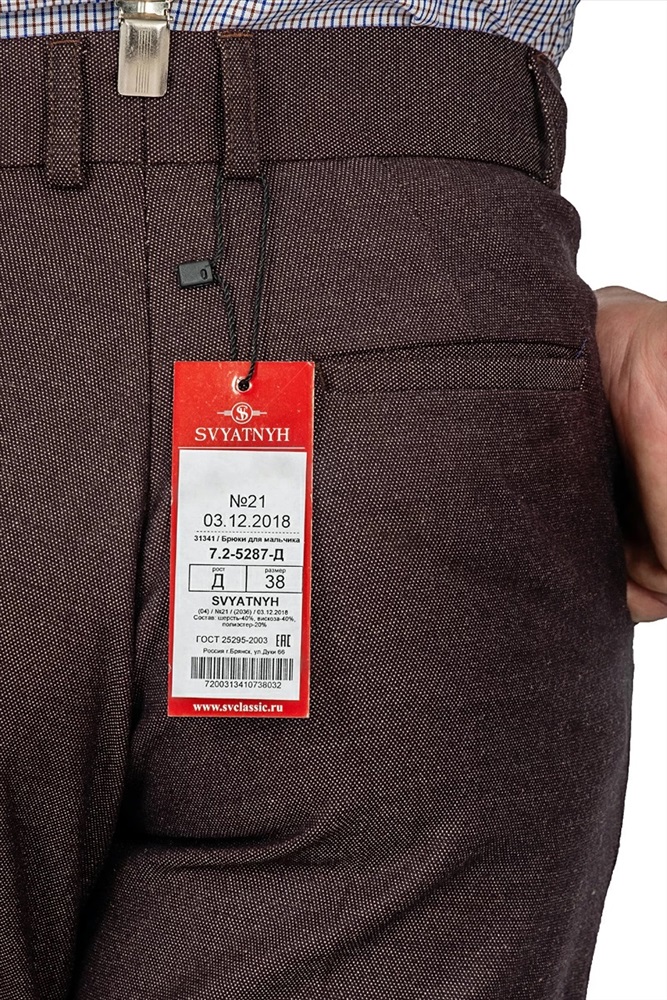 SVYATNYH
№21
03.12.2018
31341 / Брюки для мальчика
7.2-5287-Д
рост размер
Д 38
SVYATNYH
(04) / №21 / (2036) / 03.12.2018
Состав: шерсть-40%, вискоза-40%,
полиэстер-20%
ГОСТ 25295-2003 EAC
Россия г.Брянск, ул.Дуки 66
7200313410738032
www.svclassic.ru